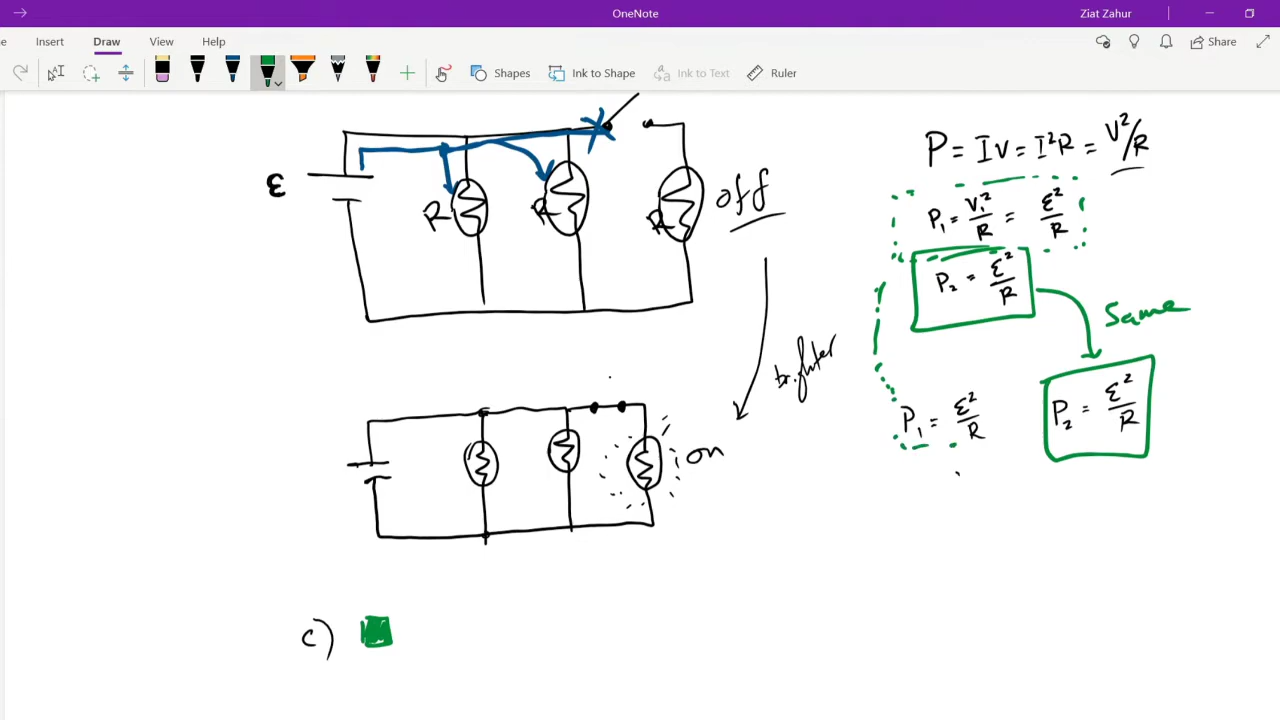 OneNote
Ziat Zahur
Insert Draw View Help
Share
Shapes Ink to Shape Ink to Text Ruler
ε
R R R off
P = IV = I²R = V²/R
P₁ = V₁²/R = ε²/R
P₂ = ε²/R
Same
brighter
P₁ = ε²/R
P₂ = ε²/R
on
c)